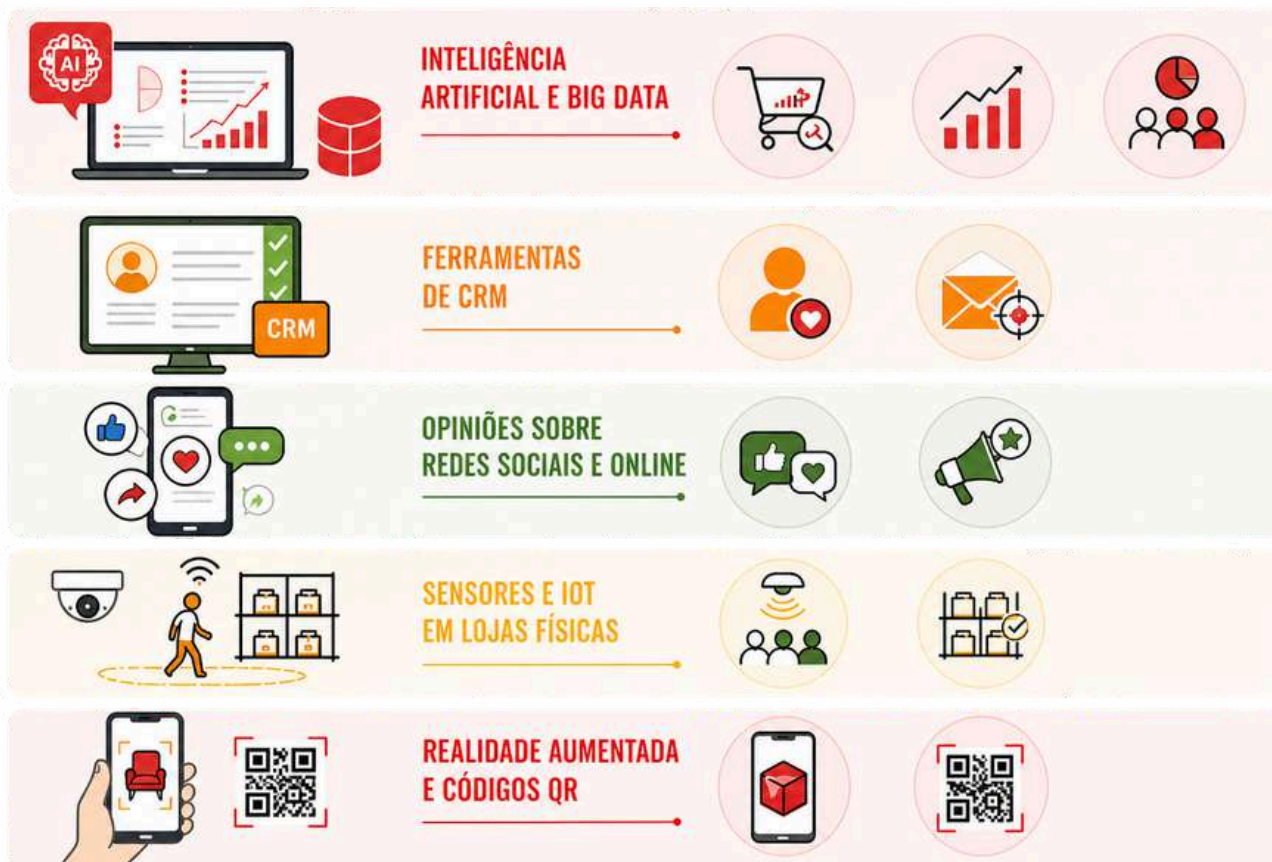 AI
INTELIGÊNCIA
ARTIFICIAL E BIG DATA
FERRAMENTAS
DE CRM
CRM
OPINIÕES SOBRE
REDES SOCIAIS E ONLINE
SENSORES E IOT
EM LOJAS FÍSICAS
REALIDADE AUMENTADA
E CÓDIGOS QR